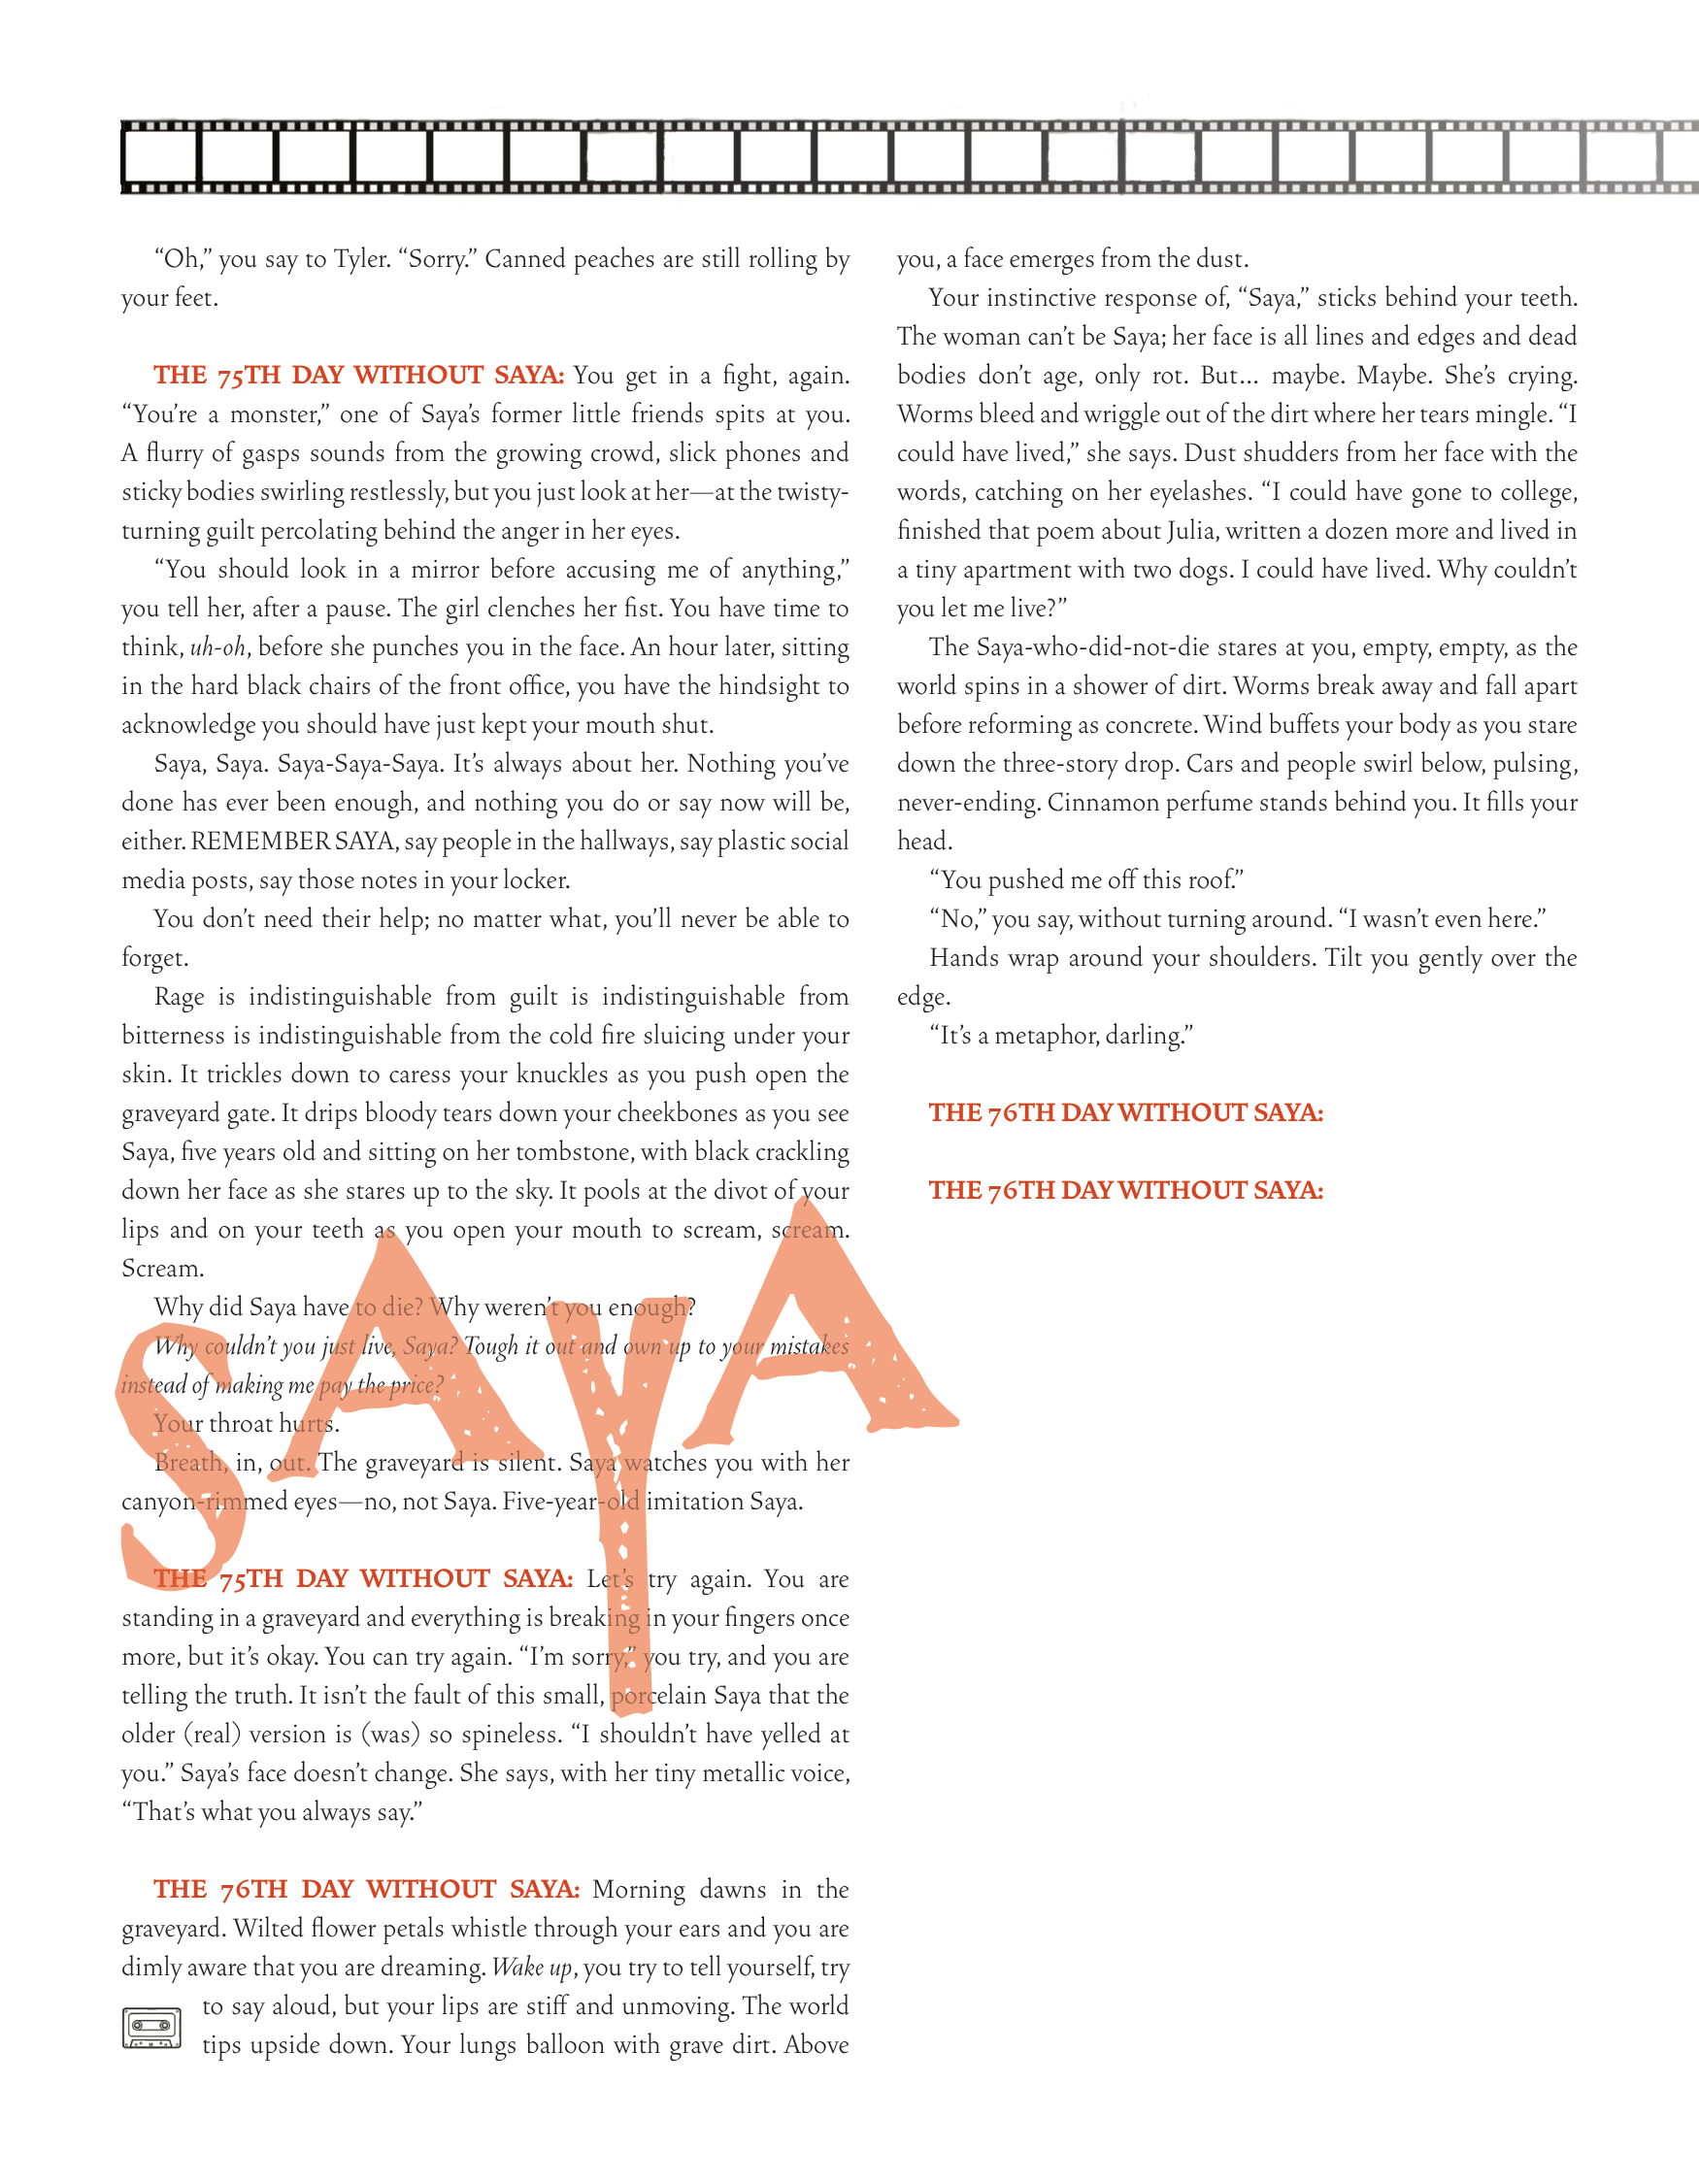 “Oh,” you say to Tyler. “Sorry.” Canned peaches are still rolling by
your feet.
THE 75TH DAY WITHOUT SAYA: You get in a fight, again.
“You’re a monster,” one of Saya’s former little friends spits at you.
A flurry of gasps sounds from the growing crowd, slick phones and
sticky bodies swirling restlessly, but you just look at her—at the twisty-
turning guilt percolating behind the anger in her eyes.
“You should look in a mirror before accusing me of anything,”
you tell her, after a pause. The girl clenches her fist. You have time to
think, uh-oh, before she punches you in the face. An hour later, sitting
in the hard black chairs of the front office, you have the hindsight to
acknowledge you should have just kept your mouth shut.
Saya, Saya. Saya-Saya-Saya. It’s always about her. Nothing you’ve
done has ever been enough, and nothing you do or say now will be,
either. REMEMBER SAYA, say people in the hallways, say plastic social
media posts, say those notes in your locker.
You don’t need their help; no matter what, you’ll never be able to
forget.
Rage is indistinguishable from guilt is indistinguishable from
bitterness is indistinguishable from the cold fire sluicing under your
skin. It trickles down to caress your knuckles as you push open the
graveyard gate. It drips bloody tears down your cheekbones as you see
Saya, five years old and sitting on her tombstone, with black crackling
down her face as she stares up to the sky. It pools at the divot of your
lips and on your teeth as you open your mouth to scream, scream.
Scream.
Why did Saya have to die? Why weren’t you enough?
Why couldn’t you just live, Saya? Tough it out and own up to your mistakes
instead of making me pay the price?
Your throat hurts.
Breath, in, out. The graveyard is silent. Saya watches you with her
canyon-rimmed eyes—no, not Saya. Five-year-old imitation Saya.
SAYA
THE 75TH DAY WITHOUT SAYA: Let’s try again. You are
standing in a graveyard and everything is breaking in your fingers once
more, but it’s okay. You can try again. “I’m sorry,” you try, and you are
telling the truth. It isn’t the fault of this small, porcelain Saya that the
older (real) version is (was) so spineless. “I shouldn’t have yelled at
you.” Saya’s face doesn’t change. She says, with her tiny metallic voice,
“That’s what you always say.”
THE 76TH DAY WITHOUT SAYA: Morning dawns in the
graveyard. Wilted flower petals whistle through your ears and you are
dimly aware that you are dreaming. Wake up, you try to tell yourself, try
to say aloud, but your lips are stiff and unmoving. The world
tips upside down. Your lungs balloon with grave dirt. Above
you, a face emerges from the dust.
Your instinctive response of, “Saya,” sticks behind your teeth.
The woman can’t be Saya; her face is all lines and edges and dead
bodies don’t age, only rot. But... maybe. Maybe. She’s crying.
Worms bleed and wriggle out of the dirt where her tears mingle. “I
could have lived,” she says. Dust shudders from her face with the
words, catching on her eyelashes. “I could have gone to college,
finished that poem about Julia, written a dozen more and lived in
a tiny apartment with two dogs. I could have lived. Why couldn’t
you let me live?”
The Saya-who-did-not-die stares at you, empty, empty, as the
world spins in a shower of dirt. Worms break away and fall apart
before reforming as concrete. Wind buffets your body as you stare
down the three-story drop. Cars and people swirl below, pulsing,
never-ending. Cinnamon perfume stands behind you. It fills your
head.
“You pushed me off this roof.”
“No,” you say, without turning around. “I wasn’t even here.”
Hands wrap around your shoulders. Tilt you gently over the
edge.
“It’s a metaphor, darling.”
THE 76TH DAY WITHOUT SAYA:
THE 76TH DAY WITHOUT SAYA: